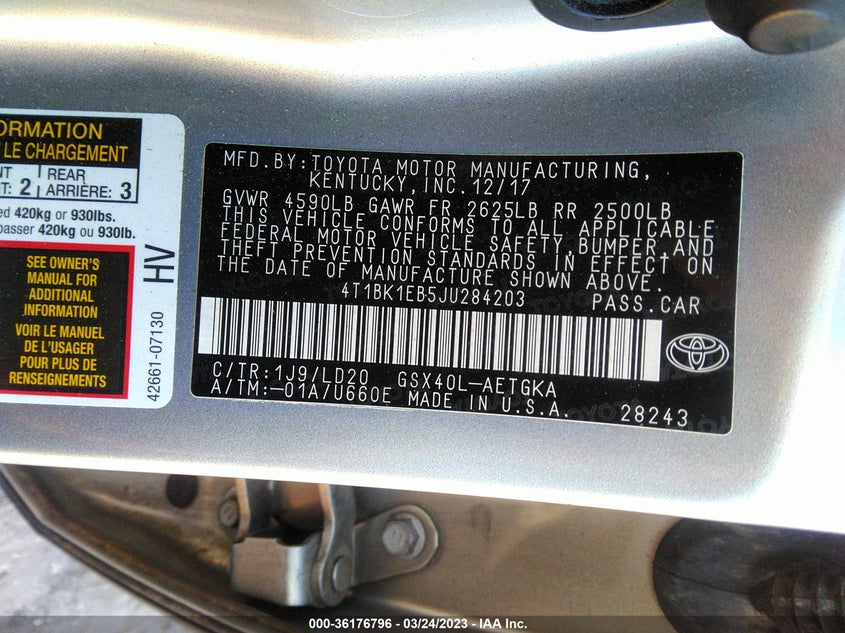 ORMATION
LE CHARGEMENT
NT
T: 2
REAR
ARRIÈRE: 3
ed 420kg or 930lbs.
passer 420kg ou 930lb.
SEE OWNER'S
MANUAL FOR
ADDITIONAL
INFORMATION
VOIR LE MANUEL
DE L'USAGER
POUR PLUS DE
RENSEIGNEMENTS
HV
42661-07130
MFD.BY:TOYOTA MOTOR MANUFACTURING,
KENTUCKY,INC.12/17
GVWR 4590LB GAWR FR 2625LB RR 2500LB
THIS VEHICLE CONFORMS TO ALL APPLICABLE
FEDERAL MOTOR VEHICLE SAFETY,BUMPER,AND
THEFT PREVENTION STANDARDS IN EFFECT ON
THE DATE OF MANUFACTURE SHOWN ABOVE.
4T1BK1EB5JU284203 PASS.CAR
C/TR:1J9/LD20 GSX40L-AETGKA
A/TM:-01A/U660E MADE IN U.S.A. 28243
000-36176796 - 03/24/2023 - IAA Inc.